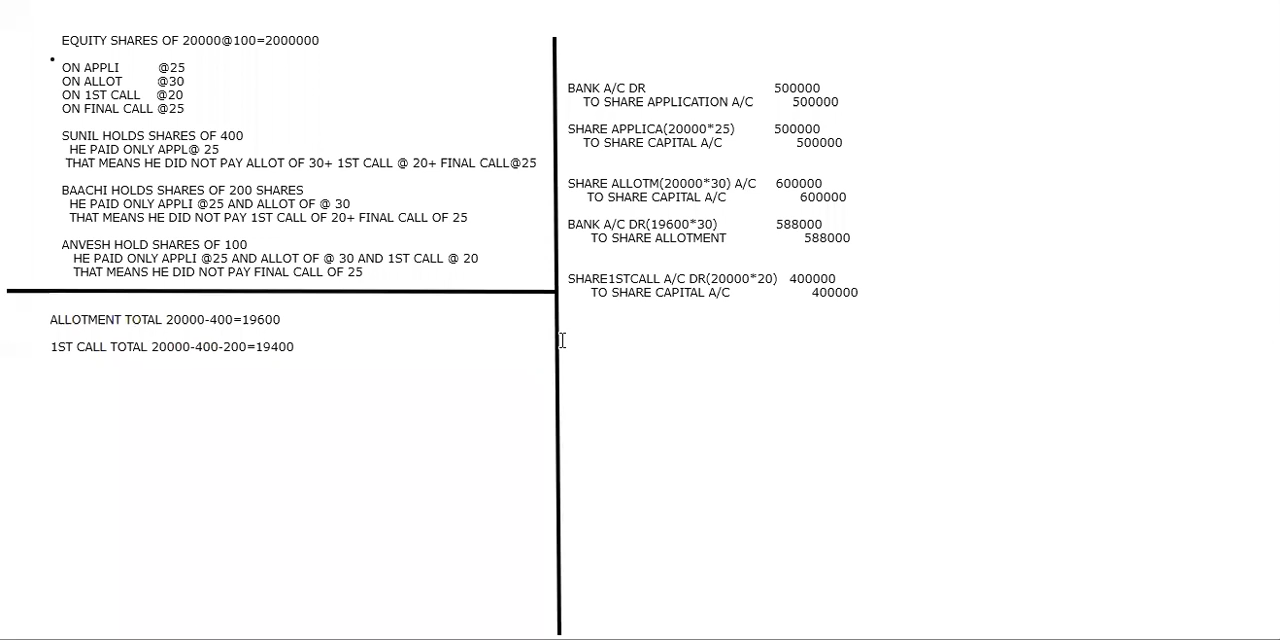 EQUITY SHARES OF 20000@100=2000000
ON APPLI @25
ON ALLOT @30
ON 1ST CALL @20
ON FINAL CALL @25
SUNIL HOLDS SHARES OF 400
HE PAID ONLY APPL@ 25
THAT MEANS HE DID NOT PAY ALLOT OF 30+ 1ST CALL @ 20+ FINAL CALL@25
BAACHI HOLDS SHARES OF 200 SHARES
HE PAID ONLY APPLI @25 AND ALLOT OF @ 30
THAT MEANS HE DID NOT PAY 1ST CALL OF 20+ FINAL CALL OF 25
ANVESH HOLD SHARES OF 100
HE PAID ONLY APPLI @25 AND ALLOT OF @ 30 AND 1ST CALL @ 20
THAT MEANS HE DID NOT PAY FINAL CALL OF 25
ALLOTMENT TOTAL 20000-400=19600
1ST CALL TOTAL 20000-400-200=19400
BANK A/C DR 500000
TO SHARE APPLICATION A/C 500000
SHARE APPLICA(20000*25) 500000
TO SHARE CAPITAL A/C 500000
SHARE ALLOTM(20000*30) A/C 600000
TO SHARE CAPITAL A/C 600000
BANK A/C DR(19600*30) 588000
TO SHARE ALLOTMENT 588000
SHARE1STCALL A/C DR(20000*20) 400000
TO SHARE CAPITAL A/C 400000